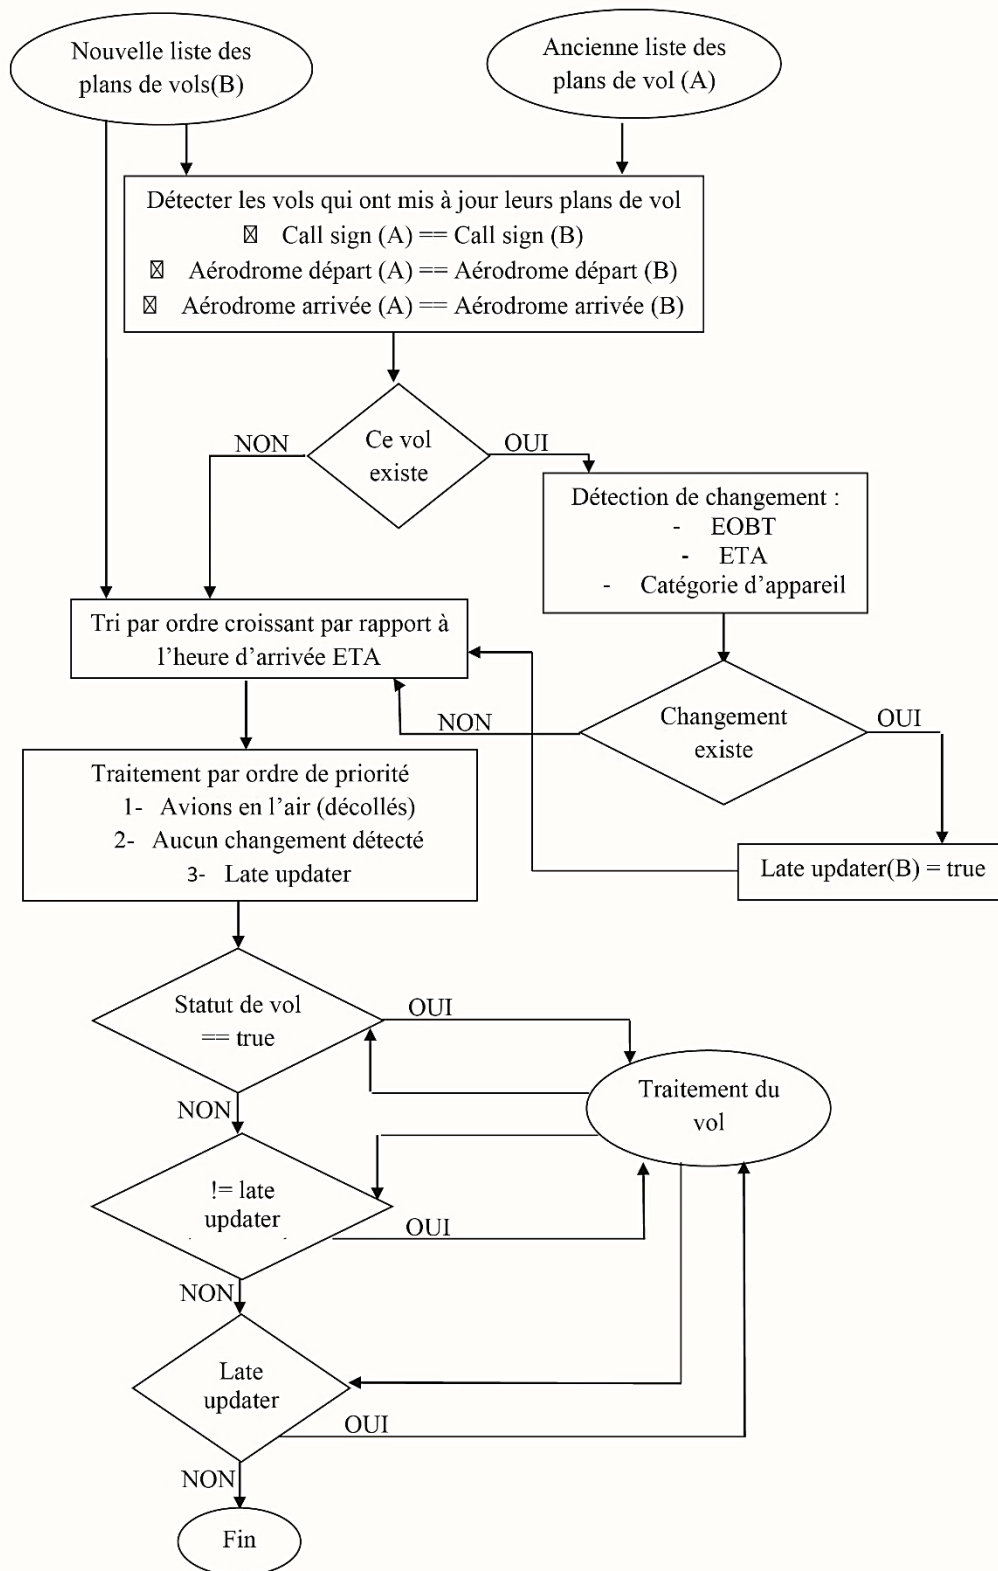 Nouvelle liste des
plans de vols(B)
Ancienne liste des
plans de vol (A)
Détecter les vols qui ont mis à jour leurs plans de vol
Call sign (A) == Call sign (B)
Aérodrome départ (A) == Aérodrome départ (B)
Aérodrome arrivée (A) == Aérodrome arrivée (B)
NON
Ce vol
existe
OUI
Détection de changement :
- EOBT
- ETA
- Catégorie d’appareil
Tri par ordre croissant par rapport à
l’heure d’arrivée ETA
NON
Changement
existe
OUI
Traitement par ordre de priorité
1- Avions en l’air (décollés)
2- Aucun changement détecté
3- Late updater
Late updater(B) = true
Statut de vol
== true
OUI
Traitement du
vol
NON
!= late
updater
OUI
NON
Late
updater
OUI
NON
Fin